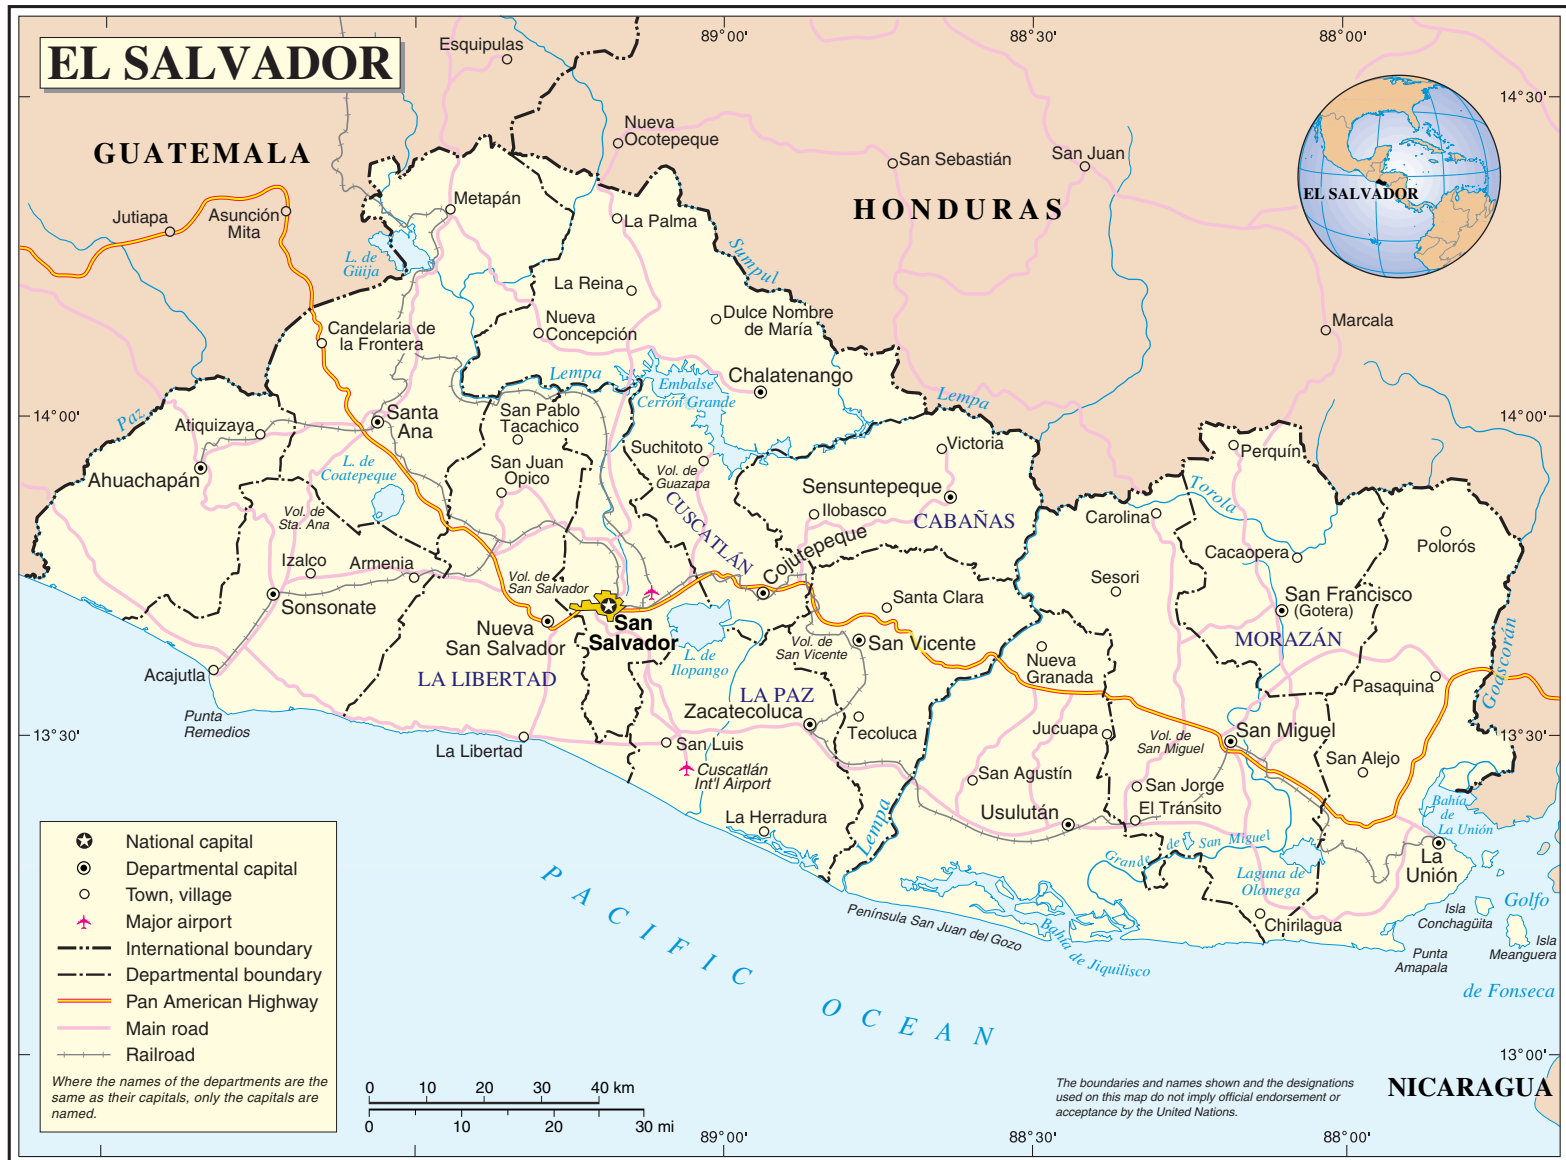 89°00'
88°30'
88°00'
EL SALVADOR
Esquipulas
14°30'
14°30'
GUATEMALA
Nueva
Ocotepeque
San Sebastián
San Juan
HONDURAS
EL SALVADOR
Metapán
Jutiapa
Asunción
Mita
La Palma
L. de
Güija
Sumpul
La Reina
Nueva
Concepción
Dulce Nombre
de María
Candelaria de
la Frontera
Marcala
Lempa
Embalse
Cerrón Grande
Chalatenango
Lempa
Paz
14°00'
14°00'
Santa
Ana
San Pablo
Tacachico
Atiquizaya
Suchitoto
Victoria
Perquín
Ahuachapán
L. de
Coatepeque
San Juan
Opico
Vol. de
Guazapa
Sensuntepeque
Ilobasco
CABAÑAS
CUSCATLÁN
Cojutepeque
Torola
Carolina
Vol. de
Sta. Ana
Cacaopera
Polorós
Izalco
Armenia
Vol. de
San Salvador
Sesori
Sonsonate
San
Salvador
Santa Clara
San Francisco
(Gotera)
MORAZÁN
Nueva
San Salvador
L. de
Ilopango
Vol. de
San Vicente
San Vicente
Nueva
Granada
Goascorán
Acajutla
LA LIBERTAD
LA PAZ
Pasaquina
Punta
Remedios
Zacatecoluca
Tecoluca
Jucuapa
Vol. de
San Miguel
San Miguel
13°30'
13°30'
La Libertad
San Luis
Cuscatlán
Int'l Airport
San Agustín
San Jorge
San Alejo
El Tránsito
Usulután
La Herradura
Lempa
Bahía
de
La Unión
Grande de San Miguel
La
Unión
Laguna de
Olomega
Chirilagua
Golfo
Isla
Conchagüita
Isla
Meanguera
Península San Juan del Gozo
Bahía de Jiquilisco
Punta
Amapala
de Fonseca
PACIFIC OCEAN
National capital
Departmental capital
Town, village
Major airport
International boundary
Departmental boundary
Pan American Highway
Main road
Railroad
Where the names of the departments are the
same as their capitals, only the capitals are
named.
0 10 20 30 40 km
0 10 20 30 mi
13°00'
13°00'
The boundaries and names shown and the designations
used on this map do not imply official endorsement or
acceptance by the United Nations.
NICARAGUA
89°00'
88°30'
88°00'